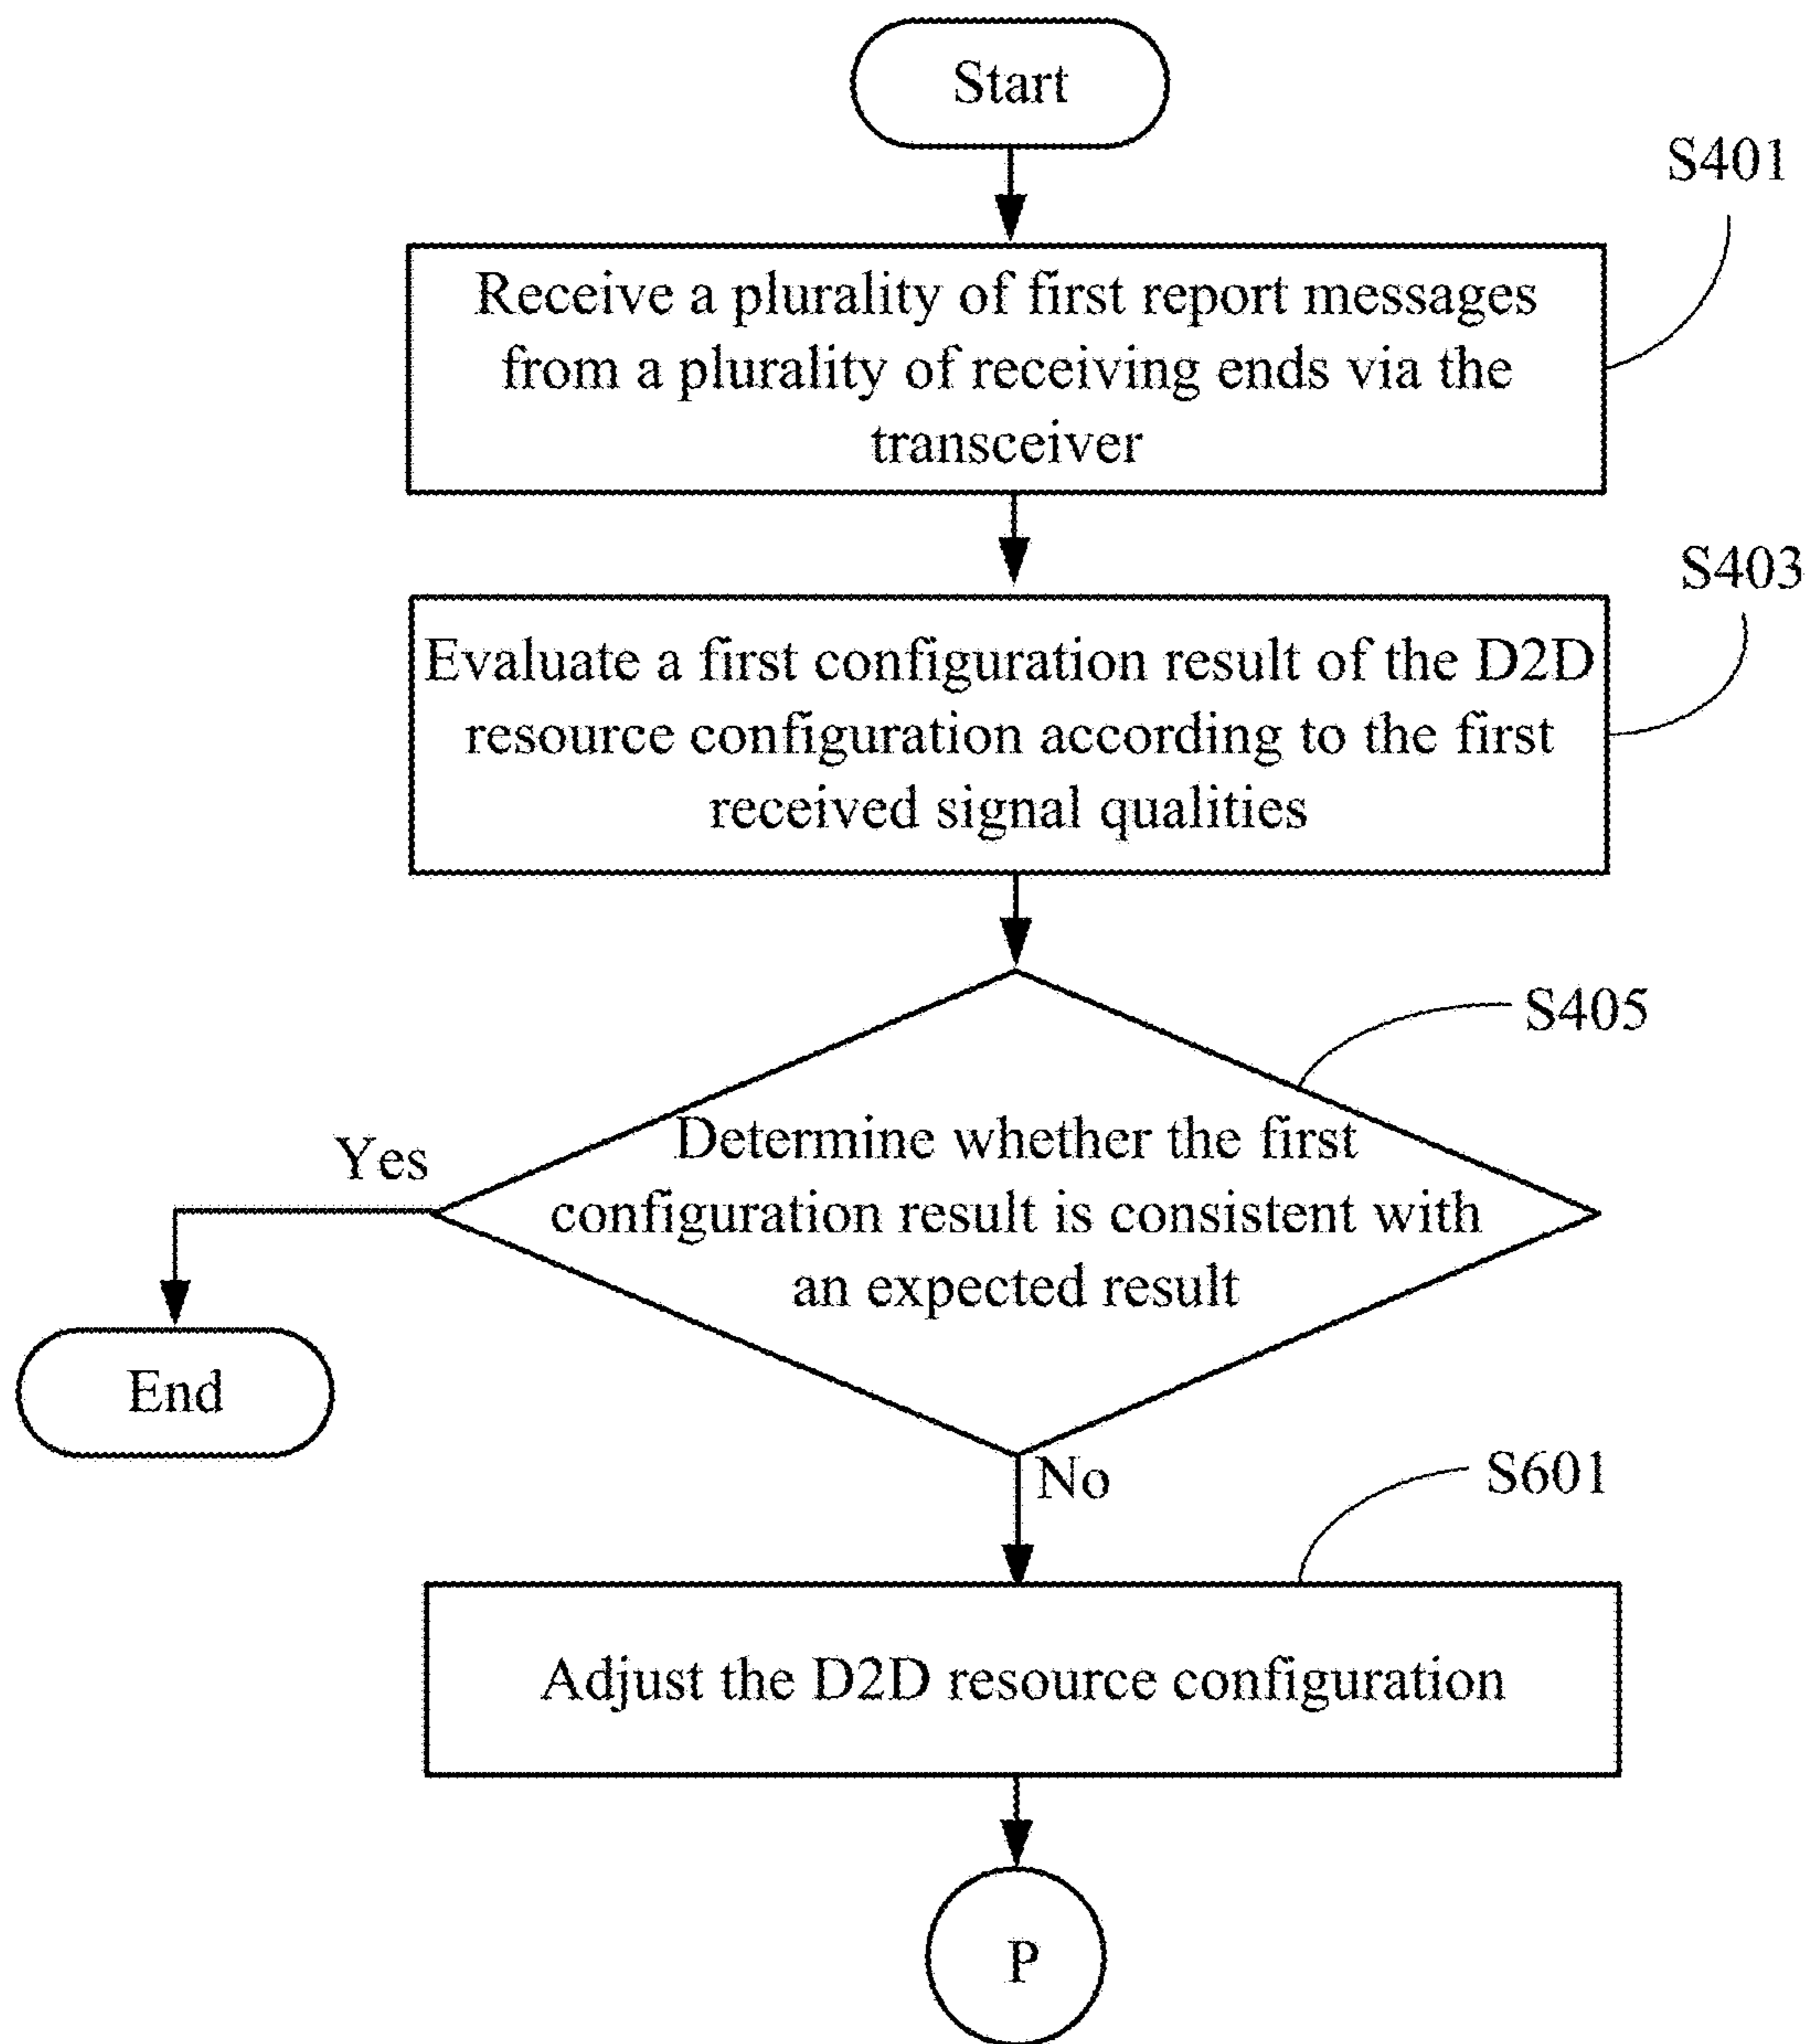 Start
S401
Receive a plurality of first report messages
from a plurality of receiving ends via the
transceiver
S403
Evaluate a first configuration result of the D2D
resource configuration according to the first
received signal qualities
S405
Yes
Determine whether the first
configuration result is consistent with
an expected result
End
No
S601
Adjust the D2D resource configuration
P